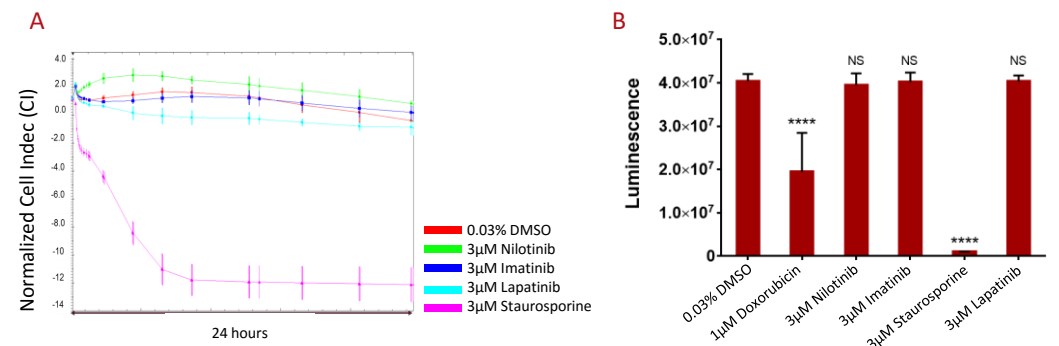 A
Normalized Cell Indec (CI)
4.0
2.0
0.0
-2.0
-4.0
-6.0
-8.0
-10
-12
-14
24 hours
0.03% DMSO
3µM Nilotinib
3µM Imatinib
3µM Lapatinib
3µM Staurosporine
B
Luminescence
5.0×10⁷
4.0×10⁷
3.0×10⁷
2.0×10⁷
1.0×10⁷
0
****
NS
NS
****
NS
0.03% DMSO
1µM Doxorubicin
3µM Nilotinib
3µM Imatinib
3µM Staurosporine
3µM Lapatinib